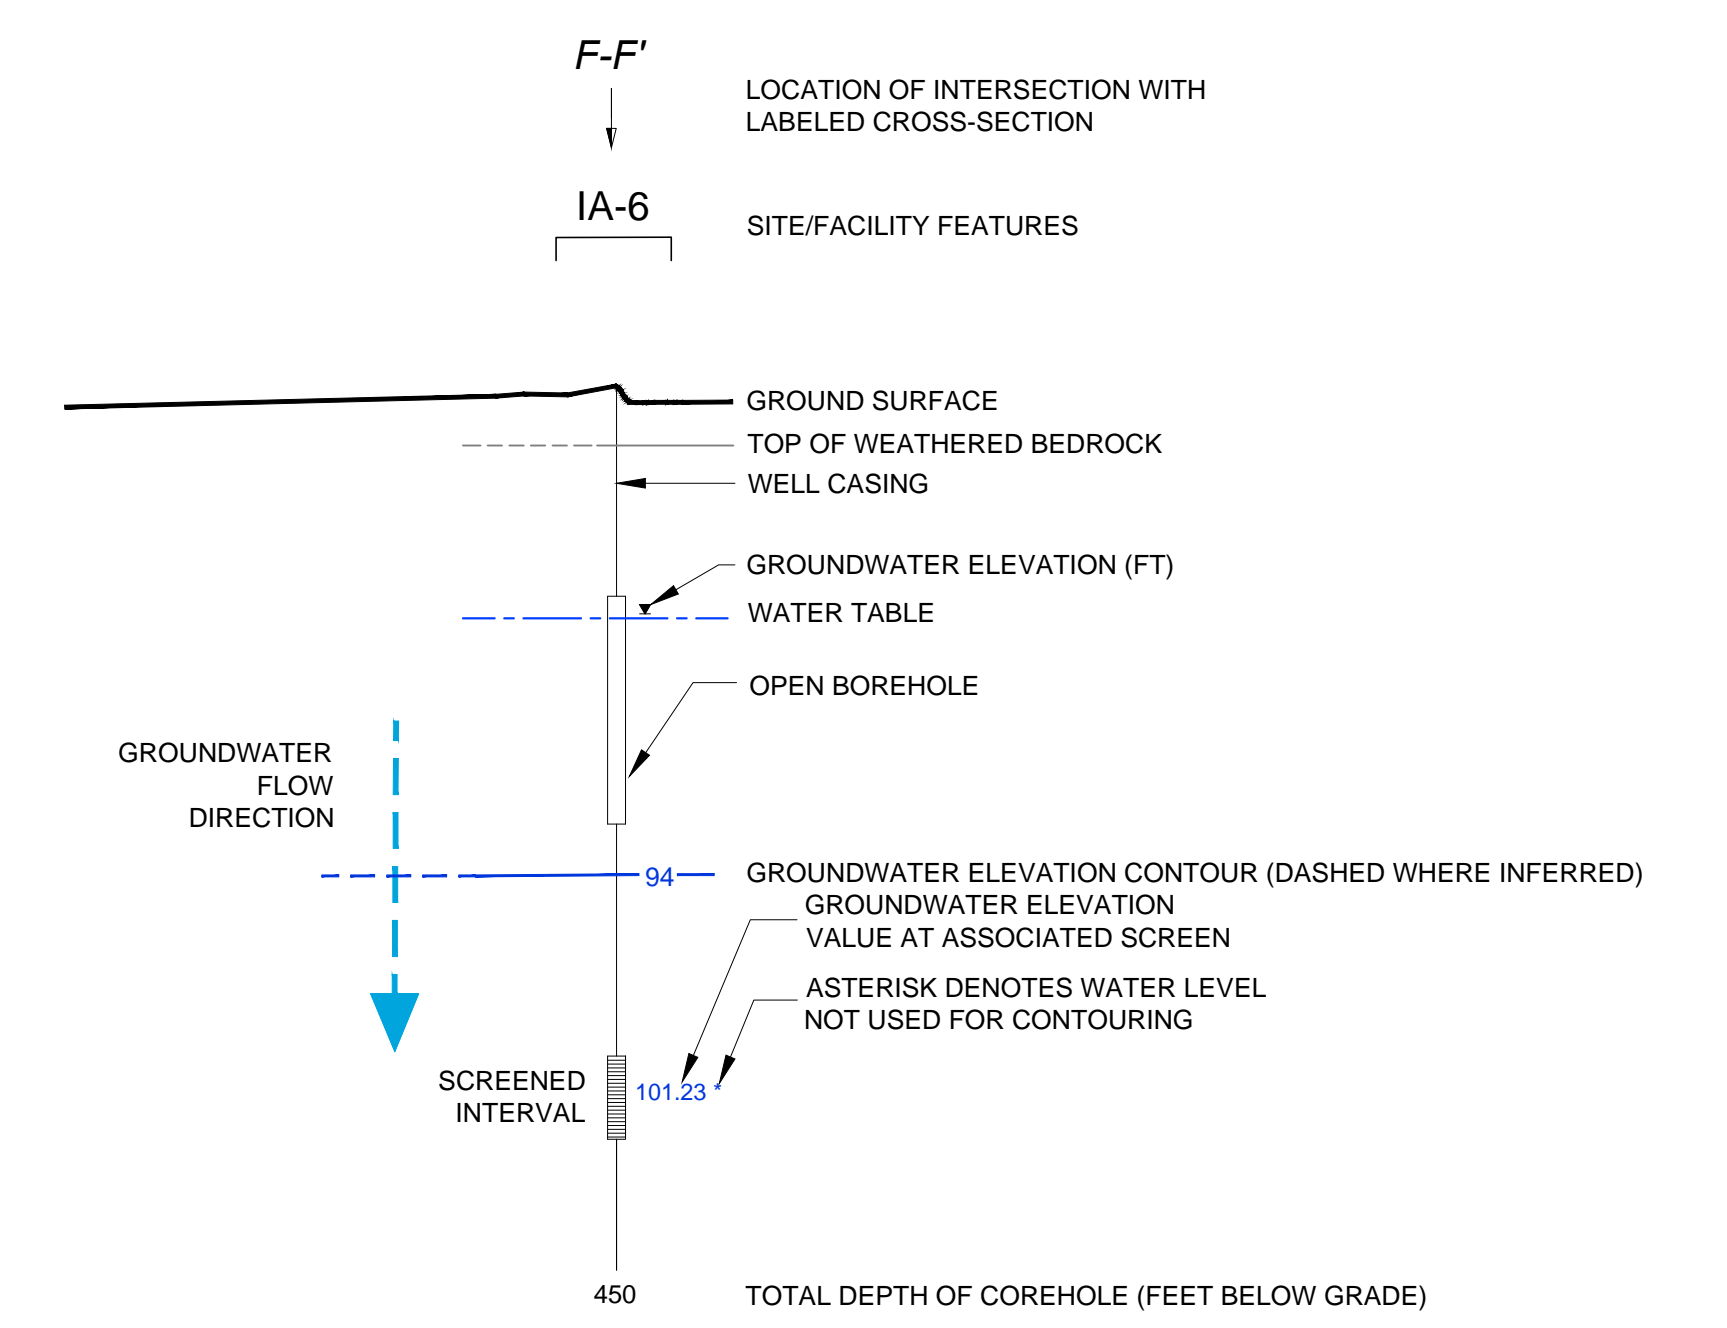 F-F'
LOCATION OF INTERSECTION WITH
LABELED CROSS-SECTION
IA-6
SITE/FACILITY FEATURES
GROUND SURFACE
TOP OF WEATHERED BEDROCK
WELL CASING
GROUNDWATER ELEVATION (FT)
WATER TABLE
OPEN BOREHOLE
GROUNDWATER
FLOW
DIRECTION
94
GROUNDWATER ELEVATION CONTOUR (DASHED WHERE INFERRED)
GROUNDWATER ELEVATION
VALUE AT ASSOCIATED SCREEN
ASTERISK DENOTES WATER LEVEL
NOT USED FOR CONTOURING
SCREENED
INTERVAL
101.23 *
450
TOTAL DEPTH OF COREHOLE (FEET BELOW GRADE)